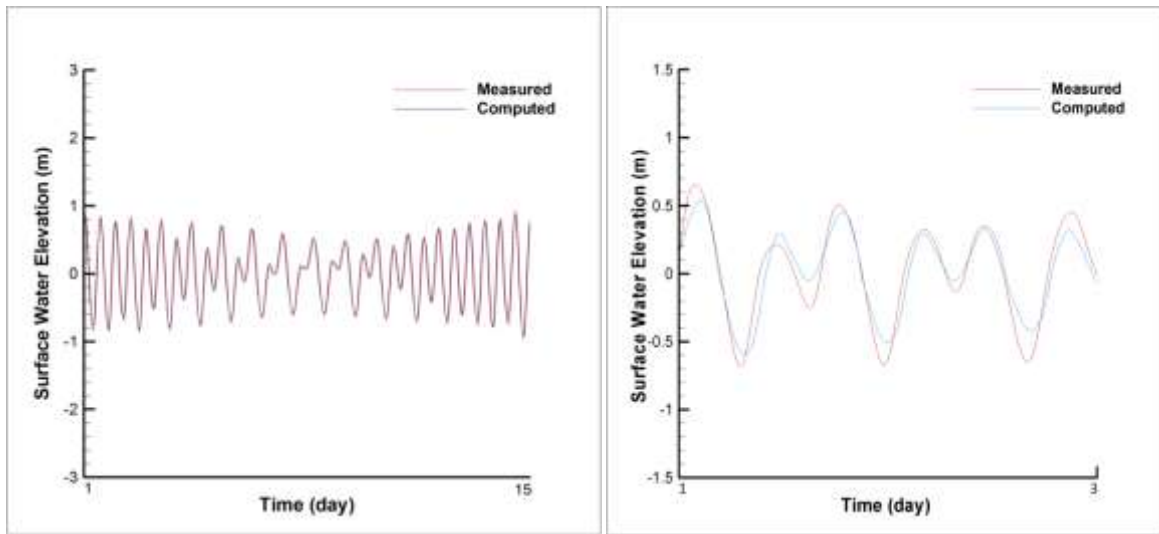 3
2
1
0
-1
-2
-3
Surface Water Elevation (m)
Measured
Computed
1
15
Time (day)
1.5
1
0.5
0
-0.5
-1
-1.5
Surface Water Elevation (m)
Measured
Computed
1
3
Time (day)